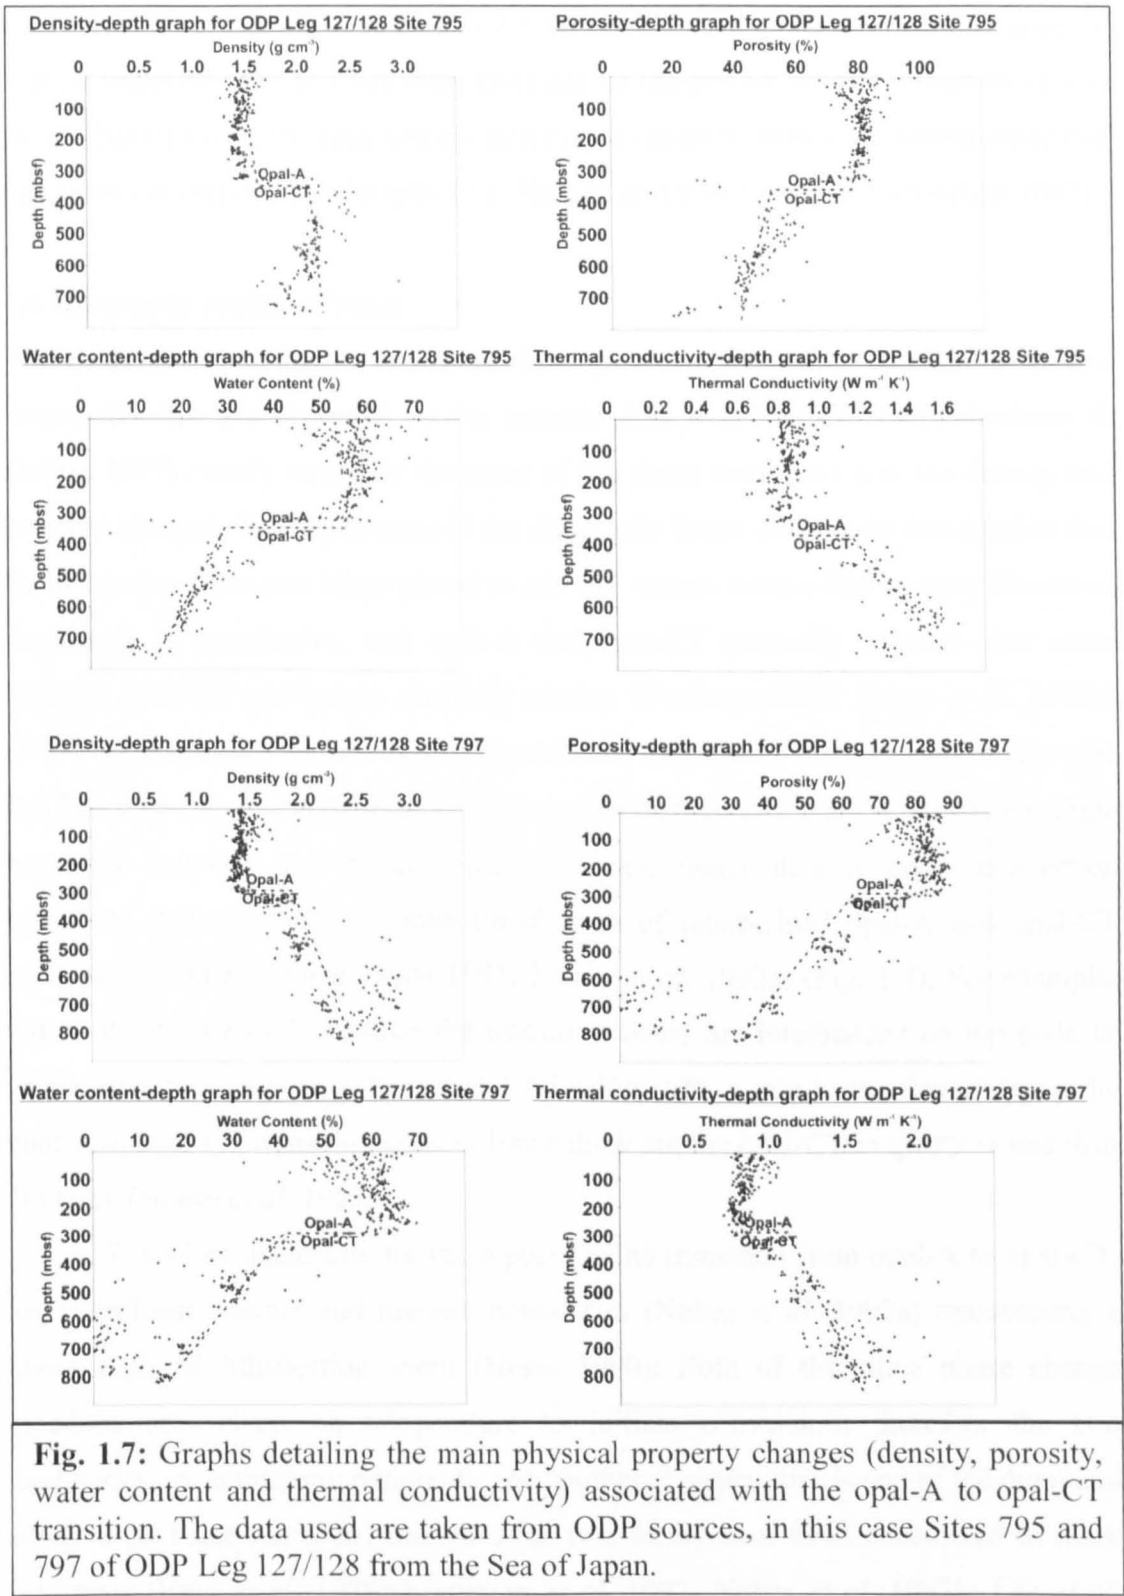 Density-depth graph for ODP Leg 127/128 Site 795
Density (g cm⁻³)
0 0.5 1.0 1.5 2.0 2.5 3.0
Depth (mbsf)
100
200
300
400
500
600
700
Opal-A
Opal-CT
Porosity-depth graph for ODP Leg 127/128 Site 795
Porosity (%)
0 20 40 60 80 100
Depth (mbsf)
100
200
300
400
500
600
700
Opal-A
Opal-CT
Water content-depth graph for ODP Leg 127/128 Site 795
Water Content (%)
0 10 20 30 40 50 60 70
Depth (mbsf)
100
200
300
400
500
600
700
Opal-A
Opal-CT
Thermal conductivity-depth graph for ODP Leg 127/128 Site 795
Thermal Conductivity (W m⁻¹ K⁻¹)
0 0.2 0.4 0.6 0.8 1.0 1.2 1.4 1.6
Depth (mbsf)
100
200
300
400
500
600
700
Opal-A
Opal-CT
Density-depth graph for ODP Leg 127/128 Site 797
Density (g cm⁻³)
0 0.5 1.0 1.5 2.0 2.5 3.0
Depth (mbsf)
100
200
300
400
500
600
700
800
Opal-A
Opal-CT
Porosity-depth graph for ODP Leg 127/128 Site 797
Porosity (%)
0 10 20 30 40 60 70 80 90
Depth (mbsf)
100
200
300
400
500
600
700
800
Opal-A
Opal-CT
Water content-depth graph for ODP Leg 127/128 Site 797
Water Content (%)
0 10 20 30 40 50 60 70
Depth (mbsf)
100
200
300
400
500
600
700
800
Opal-A
Opal-CT
Thermal conductivity-depth graph for ODP Leg 127/128 Site 797
Thermal Conductivity (W m⁻¹ K⁻¹)
0 0.5 1.0 1.5 2.0
Depth (mbsf)
100
200
300
400
500
600
700
800
Opal-A
Opal-CT
Fig. 1.7: Graphs detailing the main physical property changes (density, porosity,
water content and thermal conductivity) associated with the opal-A to opal-CT
transition. The data used are taken from ODP sources, in this case Sites 795 and
797 of ODP Leg 127/128 from the Sea of Japan.